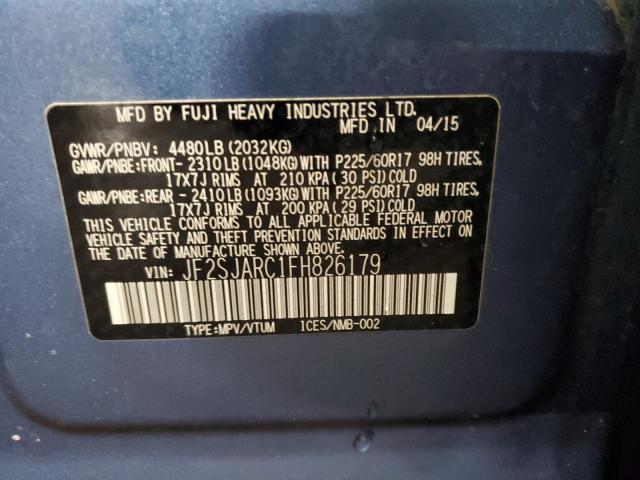 MFD BY FUJI HEAVY INDUSTRIES LTD.
MFD IN 04/15
GVWR/PNBV: 4480LB (2032KG)
GAWR/PNBE:FRONT- 2310LB (1048KG) WITH P225/60R17 98H TIRES,
17X7J RIMS AT 210 KPA ( 30 PSI) COLD
GAWR/PNBE:REAR - 2410LB (1093KG) WITH P225/60R17 98H TIRES,
17X7J RIMS AT 200 KPA (29 PSI) COLD
THIS VEHICLE CONFORMS TO ALL APPLICABLE FEDERAL MOTOR
VEHICLE SAFETY AND THEFT PREVENTION STANDARDS IN EFFECT ON
THE DATE OF MANUFACTURE SHOWN ABOVE.
VIN: JF2SJARC1FH826179
TYPE:MPV/VTUM ICES/NMB-002